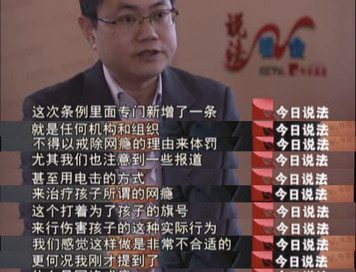 说法
CCTV.
这次条例里面专门新增了一条
今日说法
就是任何机构和组织
今日说法
不得以戒除网瘾的理由来体罚
今日说法
尤其我们也注意到一些报道
今日说法
甚至用电击的方式
今日说法
来治疗孩子所谓的网瘾
今日说法
这个打着为了孩子的旗号
今日说法
来行伤害孩子的这种实际行为
今日说法
我们感觉这样做是非常不合适的
今日说法
更何况我刚才提到了
今日说法